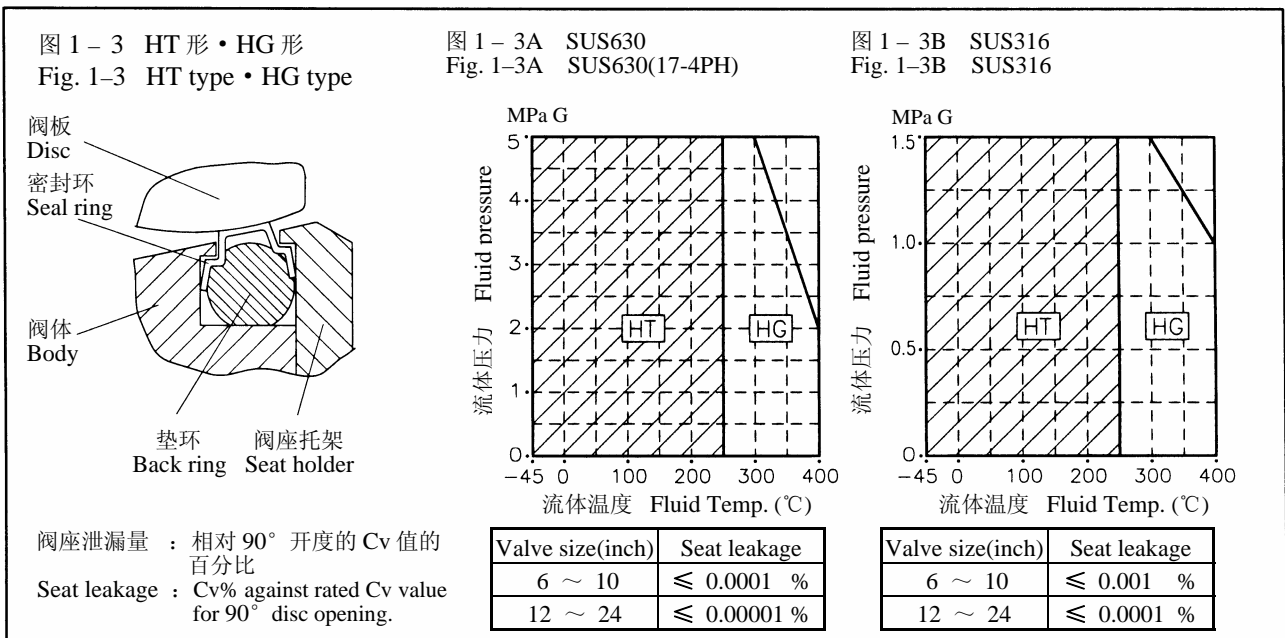 图 1 – 3 HT 形 • HG 形
Fig. 1–3 HT type • HG type
阀板
Disc
密封环
Seal ring
阀体
Body
垫环
Back ring
阀座托架
Seat holder
阀座泄漏量 : 相对 90° 开度的 Cv 值的
百分比
Seat leakage : Cv% against rated Cv value
for 90° disc opening.
图 1 – 3A SUS630
Fig. 1–3A SUS630(17-4PH)
MPa G
流体压力 Fluid pressure
5
4
3
2
1
0
HT
HG
-45 0 100 200 300 400
流体温度 Fluid Temp. (℃)
Valve size(inch) Seat leakage
6 ～ 10 ≤ 0.0001 %
12 ～ 24 ≤ 0.00001 %
图 1 – 3B SUS316
Fig. 1–3B SUS316
MPa G
流体压力 Fluid pressure
1.5
1.0
0.5
0
HT
HG
-45 0 100 200 300 400
流体温度 Fluid Temp. (℃)
Valve size(inch) Seat leakage
6 ～ 10 ≤ 0.001 %
12 ～ 24 ≤ 0.0001 %